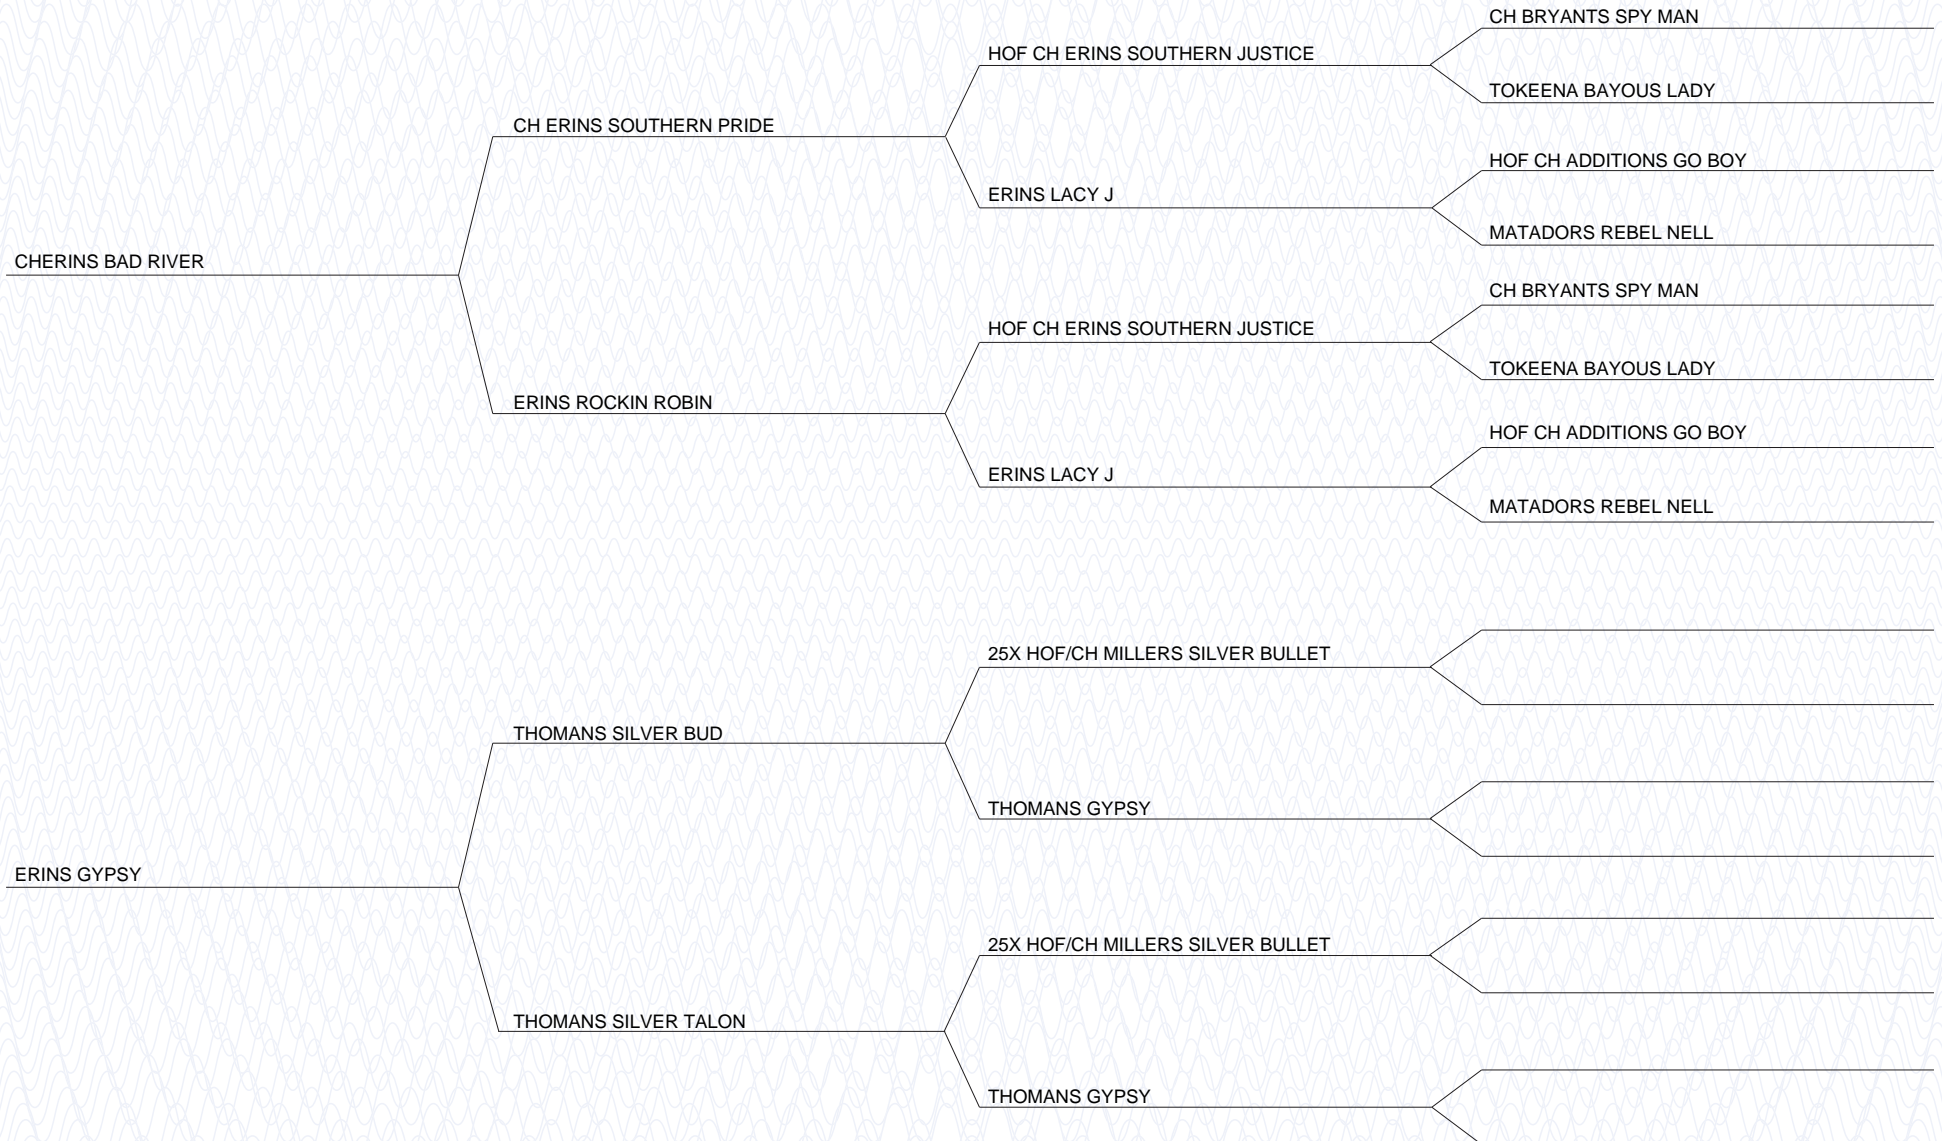 CH BRYANTS SPY MAN
HOF CH ERINS SOUTHERN JUSTICE
TOKEENA BAYOUS LADY
CH ERINS SOUTHERN PRIDE
HOF CH ADDITIONS GO BOY
ERINS LACY J
MATADORS REBEL NELL
CHERINS BAD RIVER
CH BRYANTS SPY MAN
HOF CH ERINS SOUTHERN JUSTICE
TOKEENA BAYOUS LADY
ERINS ROCKIN ROBIN
HOF CH ADDITIONS GO BOY
ERINS LACY J
MATADORS REBEL NELL
25X HOF/CH MILLERS SILVER BULLET
THOMANS SILVER BUD
THOMANS GYPSY
ERINS GYPSY
25X HOF/CH MILLERS SILVER BULLET
THOMANS SILVER TALON
THOMANS GYPSY